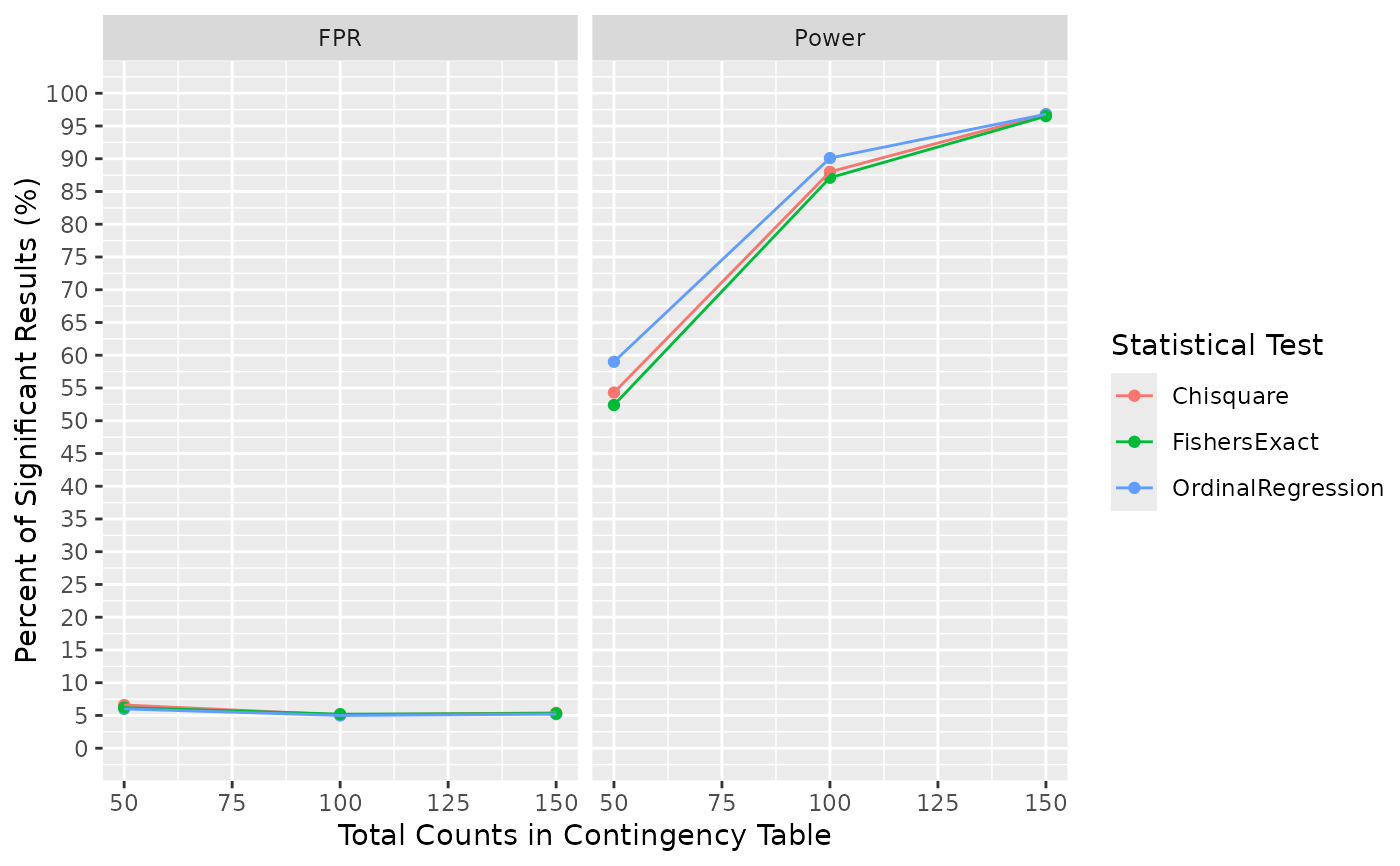 FPR
Power
Percent of Significant Results (%)
100
95
90
85
80
75
70
65
60
55
50
45
40
35
30
25
20
15
10
5
0
50 75 100 125 150
50 75 100 125 150
Total Counts in Contingency Table
Statistical Test
Chisquare
FishersExact
OrdinalRegression